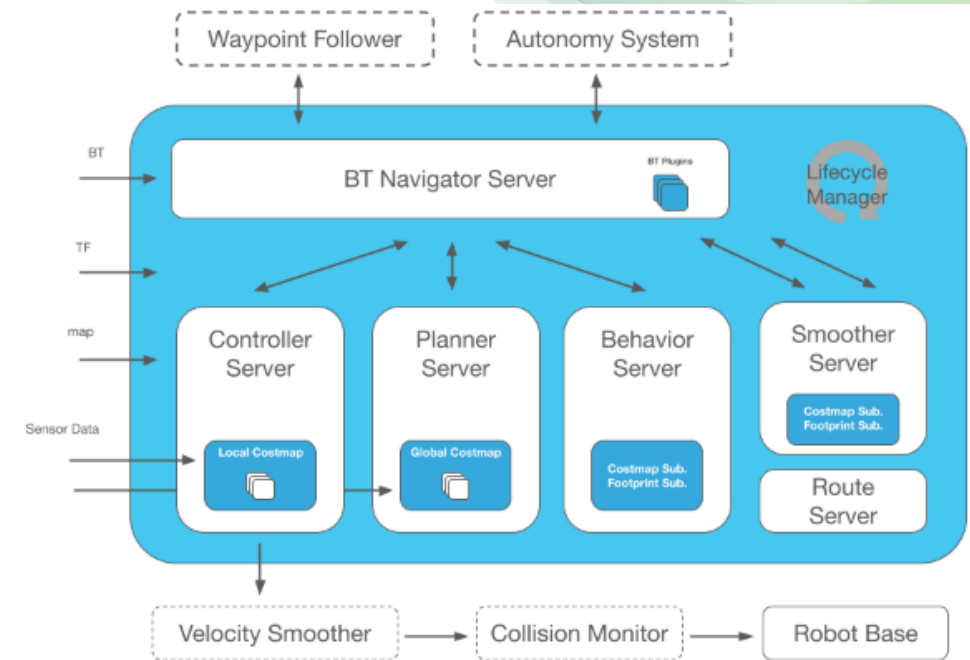 Waypoint Follower
Autonomy System
BT
BT Navigator Server
BT Plugins
Lifecycle
Manager
TF
map
Sensor Data
Controller
Server
Local Costmap
Planner
Server
Global Costmap
Behavior
Server
Costmap Sub.
Footprint Sub.
Smoother
Server
Costmap Sub.
Footprint Sub.
Route
Server
Velocity Smoother
Collision Monitor
Robot Base